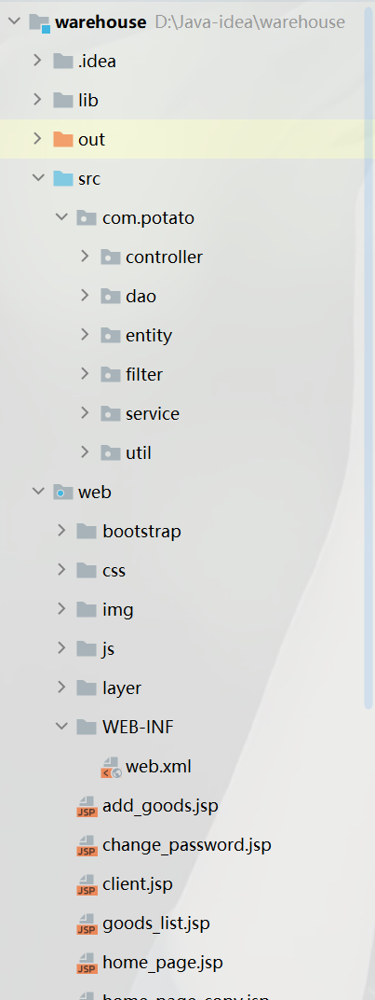 warehouse D:\Java-idea\warehouse
.idea
lib
out
src
com.potato
controller
dao
entity
filter
service
util
web
bootstrap
css
img
js
layer
WEB-INF
web.xml
JSP add_goods.jsp
JSP change_password.jsp
JSP client.jsp
JSP goods_list.jsp
JSP home_page.jsp
home_page_copy.jsp